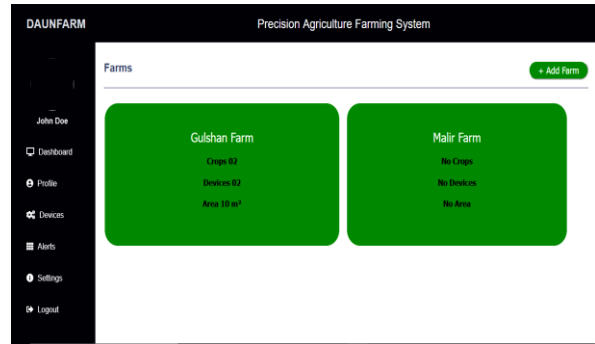 DAUNFARM
Precision Agriculture Farming System
John Doe
Dashboard
Profile
Devices
Alerts
Settings
Logout
Farms
+ Add Farm
Gulshan Farm
Crops 02
Devices 02
Area 10 m²
Malir Farm
No Crops
No Devices
No Area